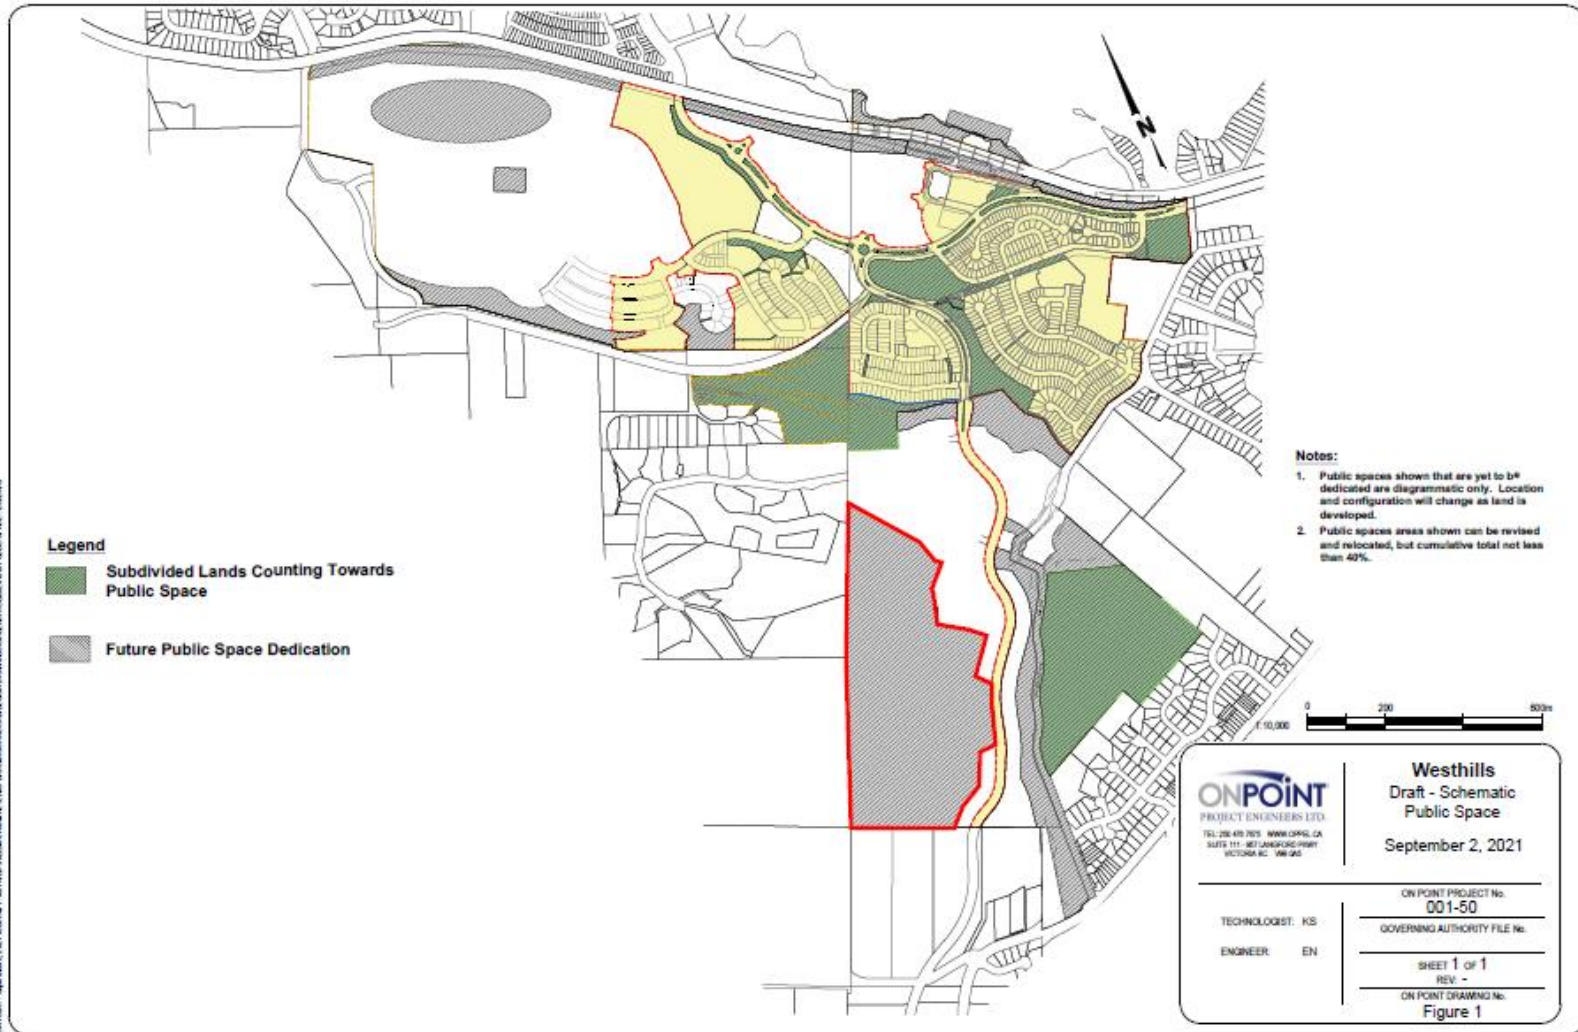 N
Notes:
1. Public spaces shown that are yet to be
dedicated are diagrammatic only. Location
and configuration will change as land is
developed.
2. Public spaces areas shown can be revised
and relocated, but cumulative total not less
than 40%.
Legend
Subdivided Lands Counting Towards
Public Space
Future Public Space Dedication
0 200 600m
1:10,000
ONPOiNT
PROJECT ENGINEERS LTD.
VICTORIA BC
Westhills
Draft - Schematic
Public Space
September 2, 2021
ON POINT PROJECT No.
001-50
GOVERNING AUTHORITY FILE No.
TECHNOLOGIST: KS
ENGINEER EN
SHEET 1 OF 1
REV: -
ON POINT DRAWING No.
Figure 1